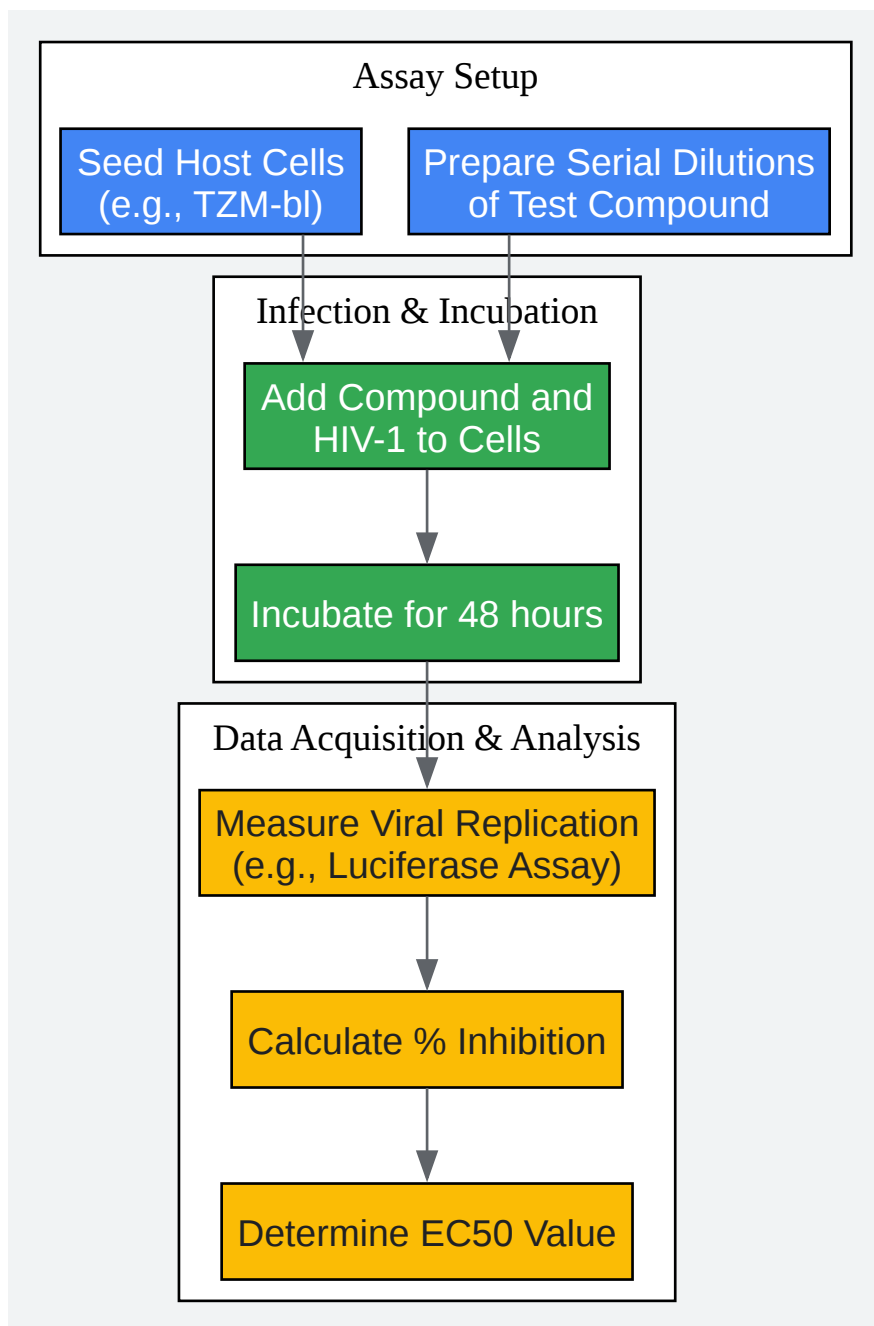 Assay Setup
Seed Host Cells
(e.g., TZM-bl)
Prepare Serial Dilutions
of Test Compound
Infection & Incubation
Add Compound and
HIV-1 to Cells
Incubate for 48 hours
Data Acquisition & Analysis
Measure Viral Replication
(e.g., Luciferase Assay)
Calculate % Inhibition
Determine EC50 Value